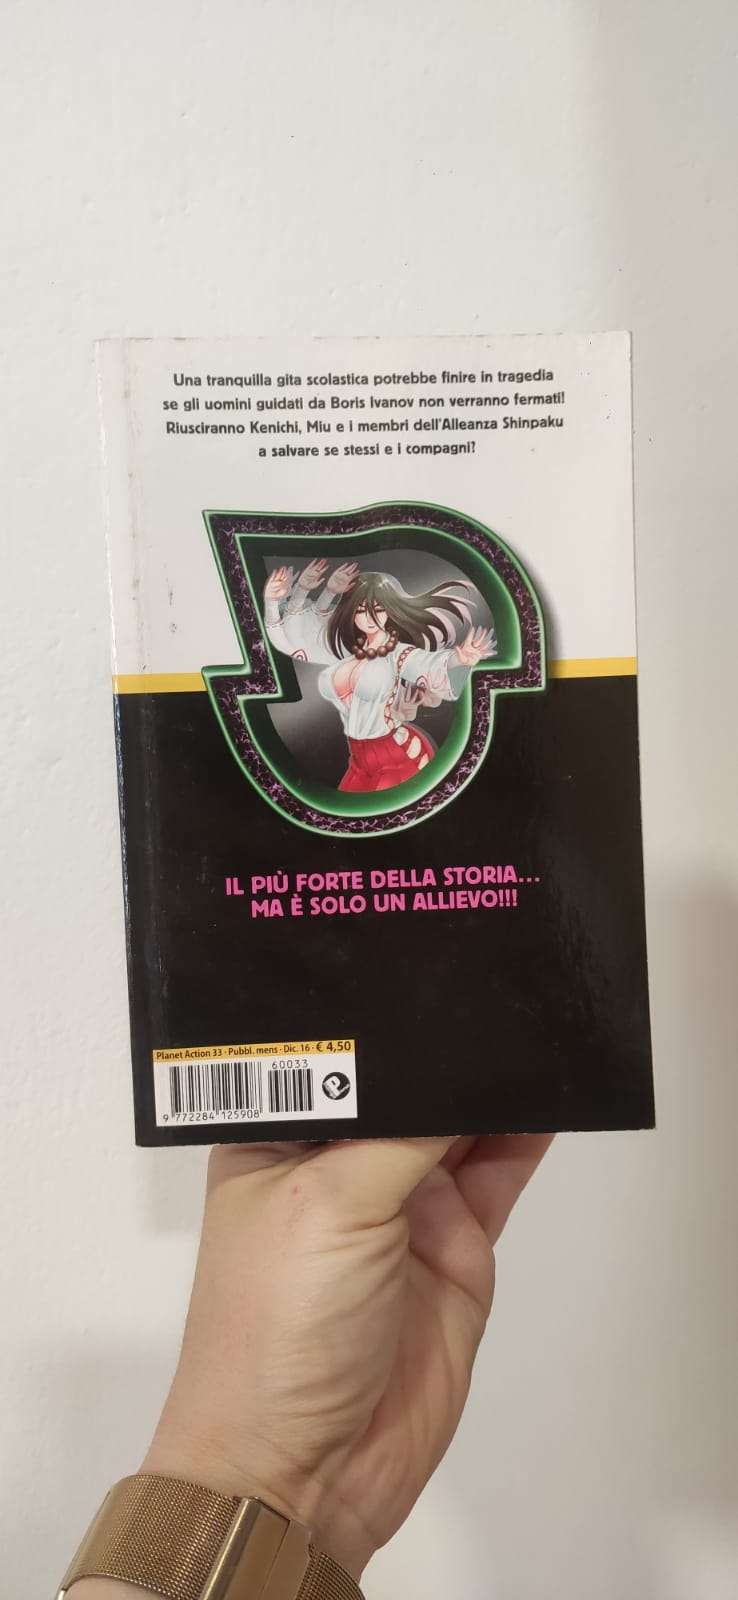 Una tranquilla gita scolastica potrebbe finire in tragedia
se gli uomini guidati da Boris Ivanov non verranno fermati!
Riusciranno Kenichi, Miu e i membri dell'Alleanza Shinpaku
a salvare se stessi e i compagni?
IL PIÙ FORTE DELLA STORIA...
MA È SOLO UN ALLIEVO!!!
Planet Action 33 · Pubbl. mens · Dic. 16 · € 4,50
60033
9 772284 125908
P